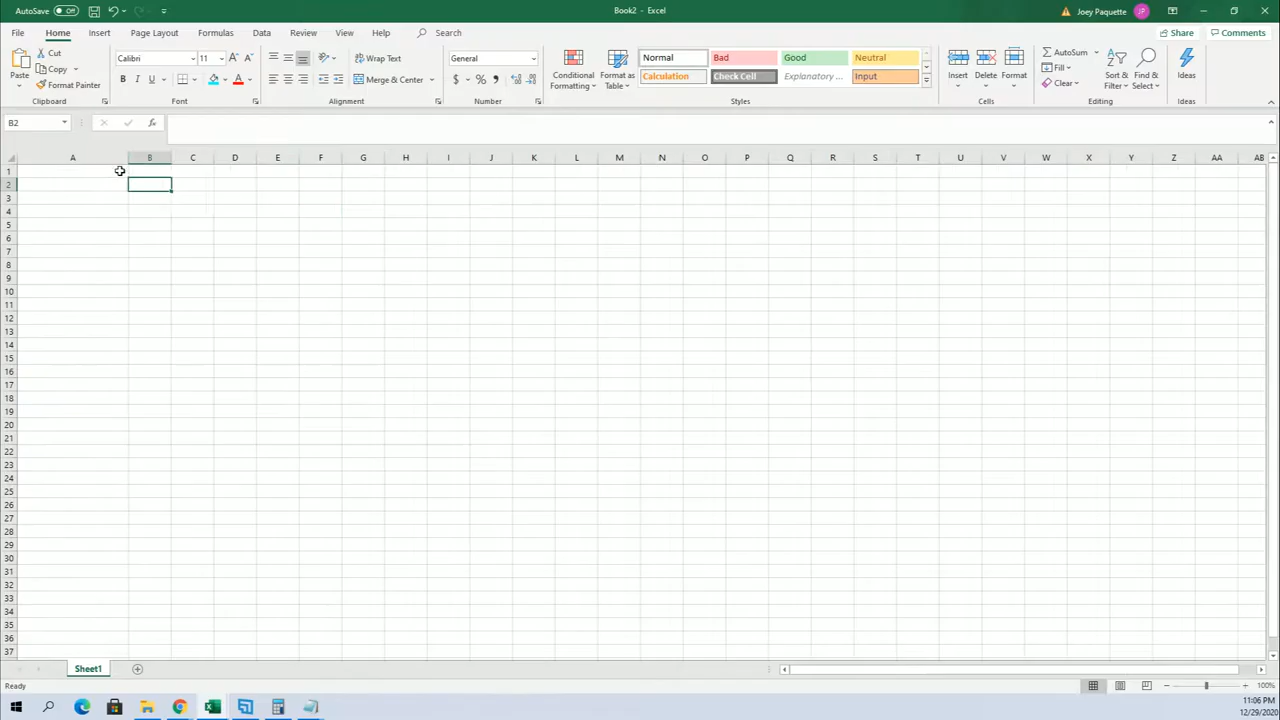 AutoSave Off Book2 - Excel Joey Paquette JP
File Home Insert Page Layout Formulas Data Review View Help Search Share Comments
Paste Cut Copy Format Painter Clipboard
Calibri 11 B I U A Font
Wrap Text Merge & Center Alignment
General $ % Number
Conditional Formatting Format as Table Normal Bad Good Neutral
Calculation Check Cell Explanatory ... Input Styles
Insert Delete Format Cells
AutoSum Fill Clear Sort & Filter Find & Select Editing
Ideas Ideas
B2 fx
A B C D E F G H I J K L M N O P Q R S T U V W X Y Z AA AB
1
2
3
4
5
6
7
8
9
10
11
12
13
14
15
16
17
18
19
20
21
22
23
24
25
26
27
28
29
30
31
32
33
34
35
36
37
Sheet1
Ready 100%
11:06 PM
12/29/2020